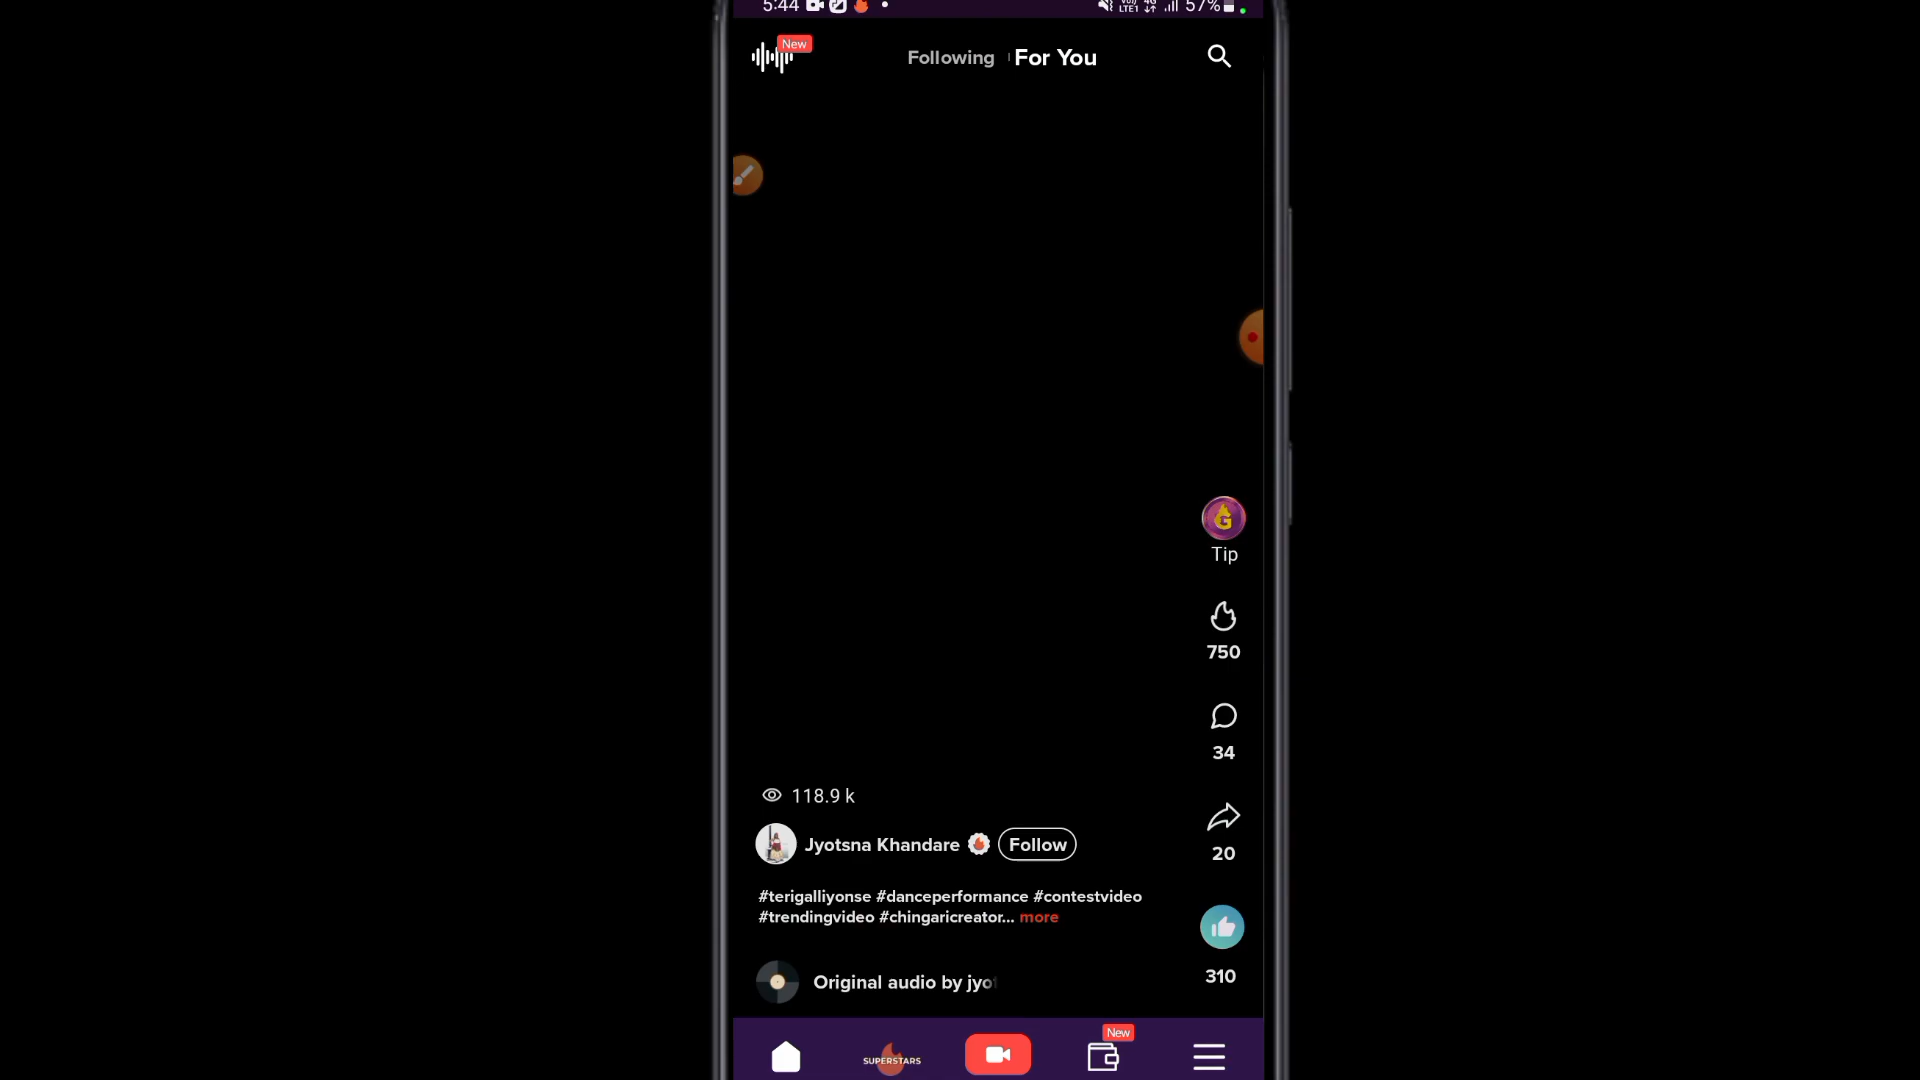 5:44 57%
New
Following For You
Tip
750
34
118.9 k
Jyotsna Khandare Follow
20
#terigalliyonse #danceperformance #contestvideo
#trendingvideo #chingaricreator... more
310
Original audio by jyo
New
SUPERSTARS